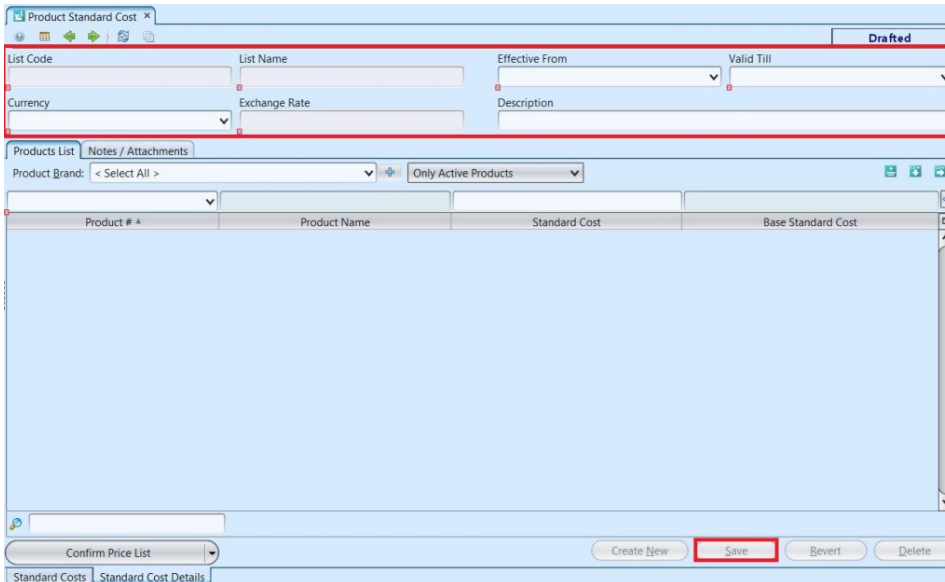 Product Standard Cost ×
Drafted
List Code List Name Effective From Valid Till
Currency Exchange Rate Description
Products List Notes / Attachments
Product Brand: < Select All > Only Active Products
Product # Product Name Standard Cost Base Standard Cost
Confirm Price List Create New Save Revert Delete
Standard Costs Standard Cost Details